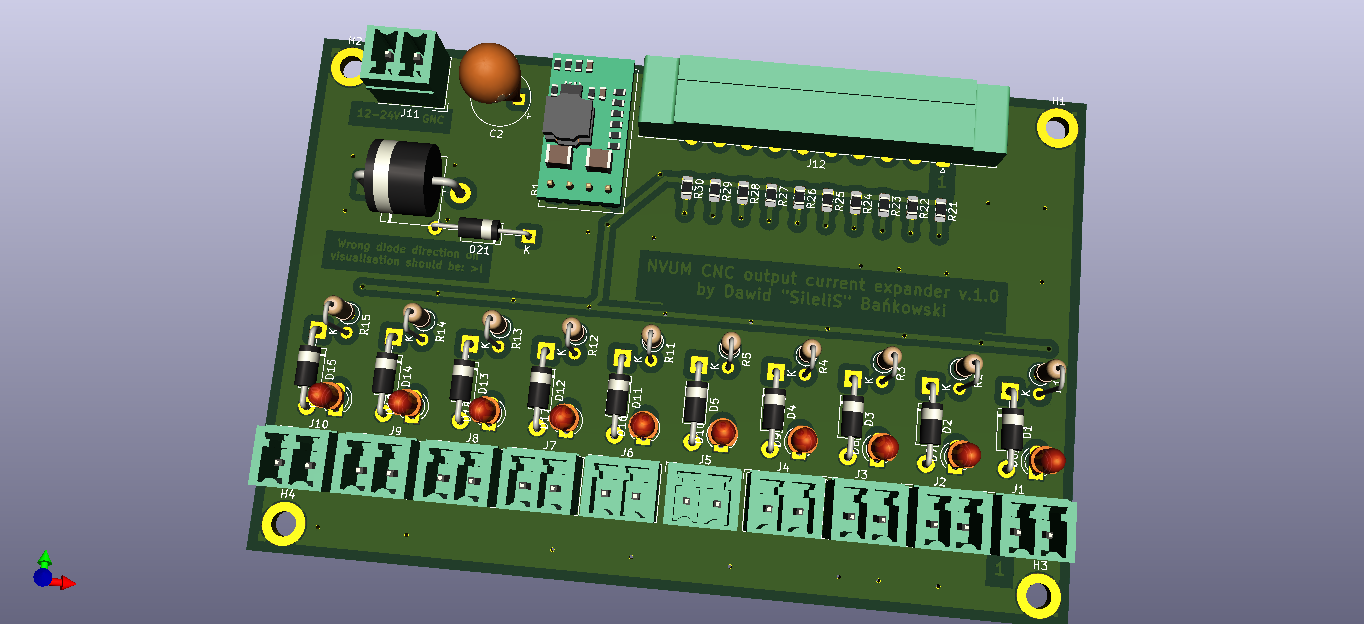 H2
J11
12-24V GNC
C2
+
R1
J12
H1
1
R30 R29 R28 R27 R26 R25 R24 R23 R22 R21
D21
K
Wrong diode direction on
visualisation should be: >|
NVUM CNC output current expander v.1.0
by Dawid "SileliS" Bańkowski
R15 R14 R13 R12 R11 R5 R4 R3
K K K K K K K K K K
D15 D14 D13 D12 D11 D5 D4 D3 D2 D1
J10 J9 J8 J7 J6 J5 J4 J3 J2 J1
H4
H3
1